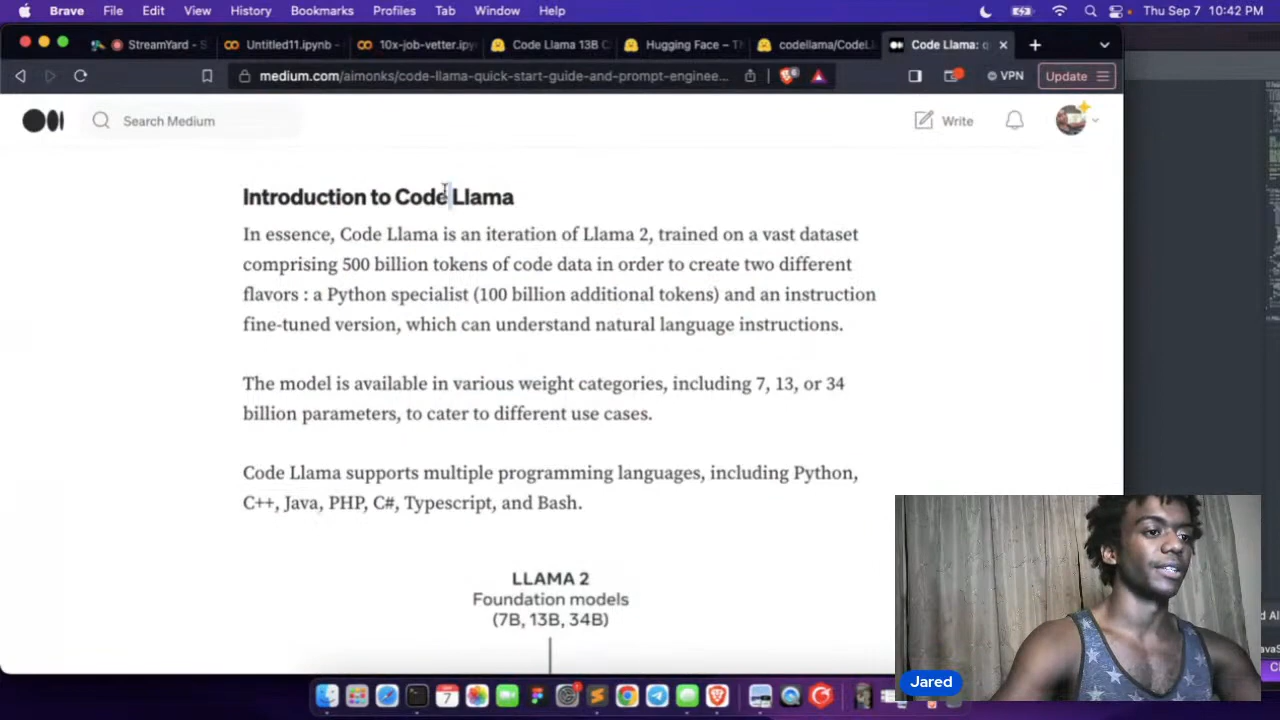 Brave File Edit View History Bookmarks Profiles Tab Window Help Thu Sep 7 10:42 PM
StreamYard - S Untitled11.ipynb - 10x-job-vetter.ipy Code Llama 13B C Hugging Face – Th codellama/CodeL Code Llama: q
medium.com/aimonks/code-llama-quick-start-guide-and-prompt-enginee... VPN Update
Search Medium Write
Introduction to Code Llama
In essence, Code Llama is an iteration of Llama 2, trained on a vast dataset
comprising 500 billion tokens of code data in order to create two different
flavors : a Python specialist (100 billion additional tokens) and an instruction
fine-tuned version, which can understand natural language instructions.
The model is available in various weight categories, including 7, 13, or 34
billion parameters, to cater to different use cases.
Code Llama supports multiple programming languages, including Python,
C++, Java, PHP, C#, Typescript, and Bash.
LLAMA 2
Foundation models
(7B, 13B, 34B)
Jared